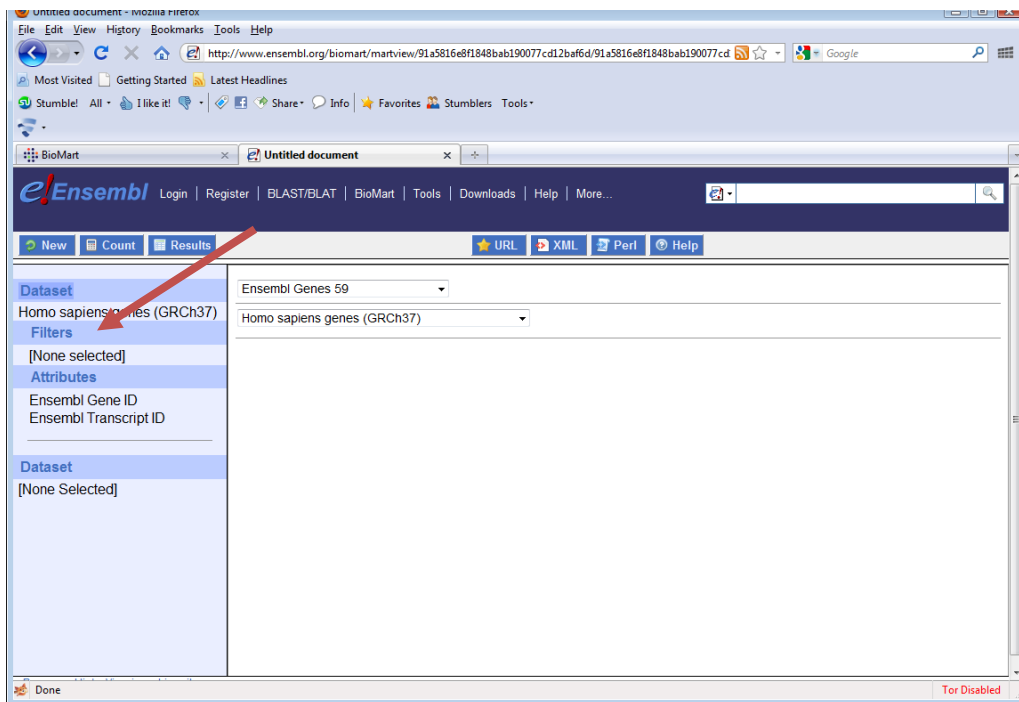 Untitled document - Mozilla Firefox
File Edit View History Bookmarks Tools Help
http://www.ensembl.org/biomart/martview/91a5816e8f1848bab190077cd12baf6d/91a5816e8f1848bab190077cd Google
Most Visited Getting Started Latest Headlines
Stumble! All I like it! Share Info Favorites Stumblers Tools
BioMart Untitled document
e!Ensembl Login | Register | BLAST/BLAT | BioMart | Tools | Downloads | Help | More...
New Count Results URL XML Perl Help
Dataset
Ensembl Genes 59
Homo sapiens genes (GRCh37)
Homo sapiens genes (GRCh37)
Filters
[None selected]
Attributes
Ensembl Gene ID
Ensembl Transcript ID
Dataset
[None Selected]
Done Tor Disabled